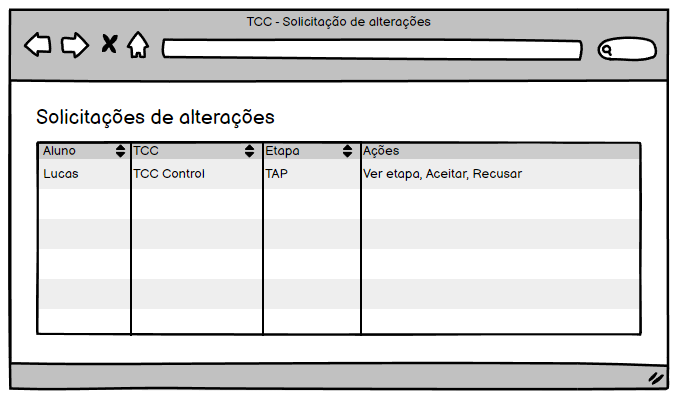 TCC - Solicitação de alterações
Solicitações de alterações
Aluno TCC Etapa Ações
Lucas TCC Control TAP Ver etapa, Aceitar, Recusar